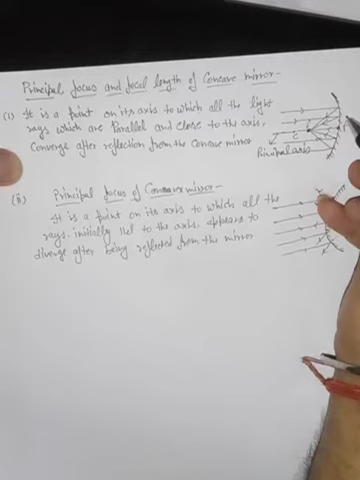 Principal focus and focal length of Concave mirror-
(i) It is a point on its axis to which all the light
rays which are Parallel and close to the axis,
Converge after reflection from the concave mirror
C
Principal axis
(ii) Principal focus of Convex mirror-
It is a point on its axis to which all the
rays. initially llel to the axis, appears to
diverge after being reflected from the mirror